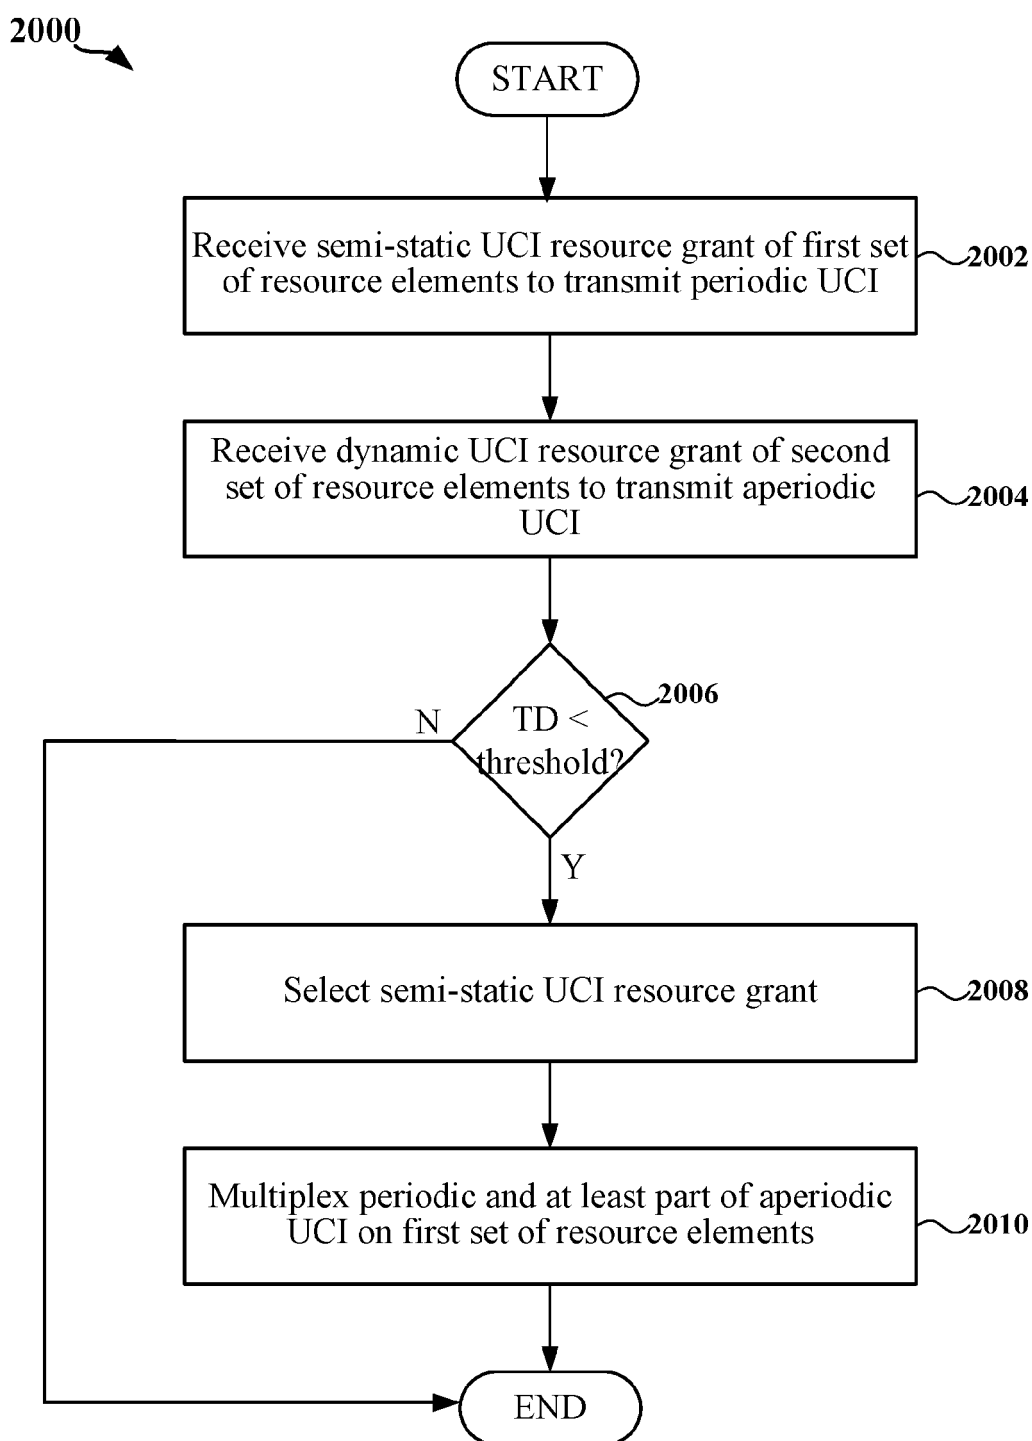 2000
START
Receive semi-static UCI resource grant of first set
of resource elements to transmit periodic UCI
2002
Receive dynamic UCI resource grant of second
set of resource elements to transmit aperiodic
UCI
2004
2006
TD <
threshold?
N
Y
Select semi-static UCI resource grant
2008
Multiplex periodic and at least part of aperiodic
UCI on first set of resource elements
2010
END